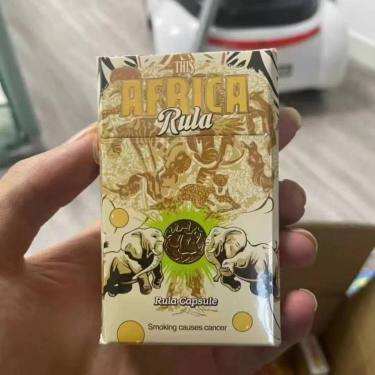 THIS
AFRICA
Rula
Rula Capsule
Smoking causes cancer